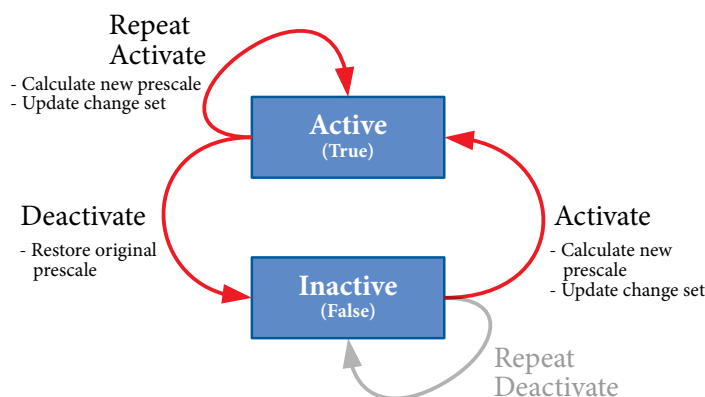 Repeat
Activate
- Calculate new prescale
- Update change set
Active
(True)
Deactivate
- Restore original
prescale
Activate
- Calculate new
prescale
- Update change set
Inactive
(False)
Repeat
Deactivate